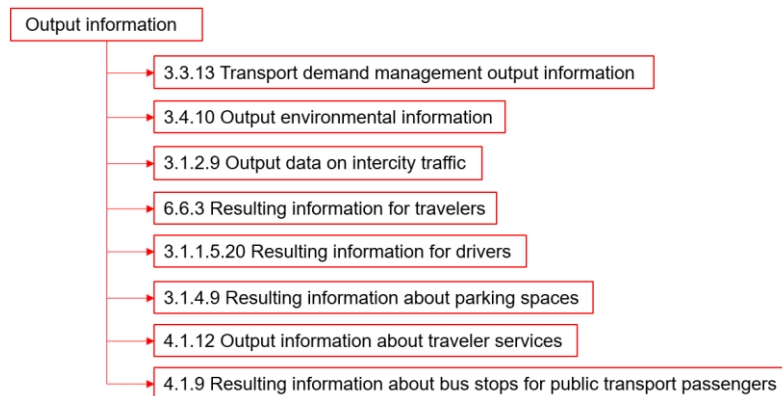 Output information
3.3.13 Transport demand management output information
3.4.10 Output environmental information
3.1.2.9 Output data on intercity traffic
6.6.3 Resulting information for travelers
3.1.1.5.20 Resulting information for drivers
3.1.4.9 Resulting information about parking spaces
4.1.12 Output information about traveler services
4.1.9 Resulting information about bus stops for public transport passengers